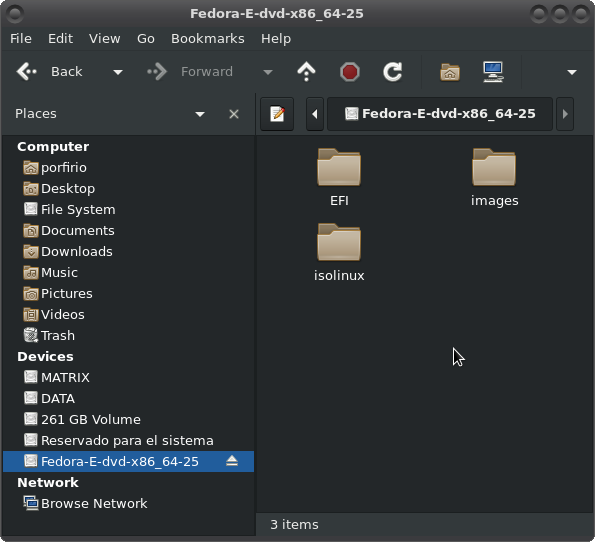 Fedora-E-dvd-x86_64-25
File Edit View Go Bookmarks Help
Back Forward
Places
Fedora-E-dvd-x86_64-25
Computer
porfirio
Desktop
File System
Documents
Downloads
Music
Pictures
Videos
Trash
Devices
MATRIX
DATA
261 GB Volume
Reservado para el sistema
Fedora-E-dvd-x86_64-25
Network
Browse Network
EFI images
isolinux
3 items